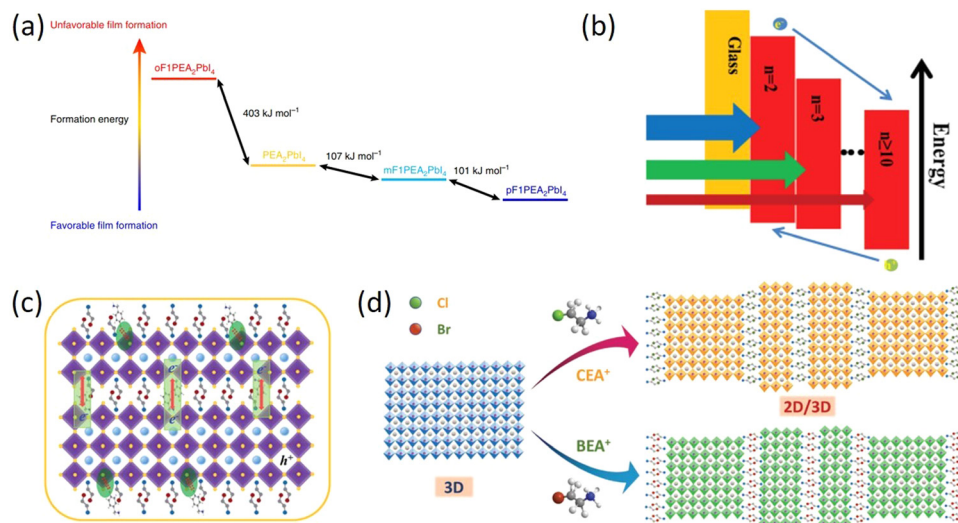 (a)
Unfavorable film formation
oF1PEA₂PbI₄
403 kJ mol⁻¹
Formation energy
PEA₂PbI₄
107 kJ mol⁻¹
mF1PEA₂PbI₄
101 kJ mol⁻¹
pF1PEA₂PbI₄
Favorable film formation
(b)
Glass
n=2
n=3
n≥10
Energy
e⁻
(c)
e⁻
e⁻
e⁻
e⁻
e⁻
e⁻
h⁺
(d)
Cl
Br
CEA⁺
BEA⁺
3D
2D/3D